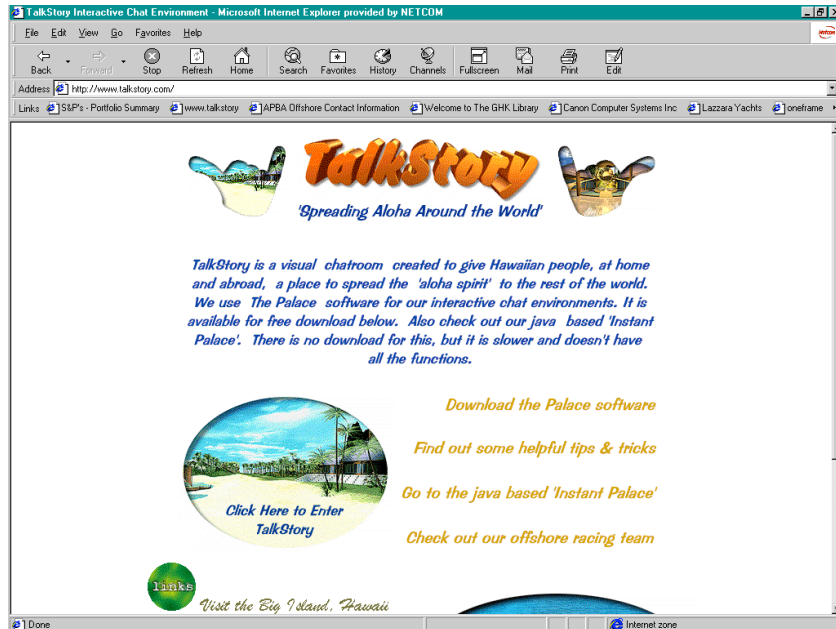 TalkStory Interactive Chat Environment - Microsoft Internet Explorer provided by NETCOM
File Edit View Go Favorites Help
Back Forward Stop Refresh Home Search Favorites History Channels Fullscreen Mail Print Edit
Address http://www.talkstory.com/
Links S&P's - Portfolio Summary www.talkstory APBA Offshore Contact Information Welcome to The GHK Library Canon Computer Systems Inc Lazzara Yachts oneframe
TalkStory
'Spreading Aloha Around the World'
TalkStory is a visual chatroom created to give Hawaiian people, at home
and abroad, a place to spread the 'aloha spirit' to the rest of the world.
We use The Palace software for our interactive chat environments. It is
available for free download below. Also check out our java based 'Instant
Palace'. There is no download for this, but it is slower and doesn't have
all the functions.
Download the Palace software
Find out some helpful tips & tricks
Go to the java based 'Instant Palace'
Check out our offshore racing team
Click Here to Enter
TalkStory
links
Visit the Big Island, Hawaii
Done Internet zone